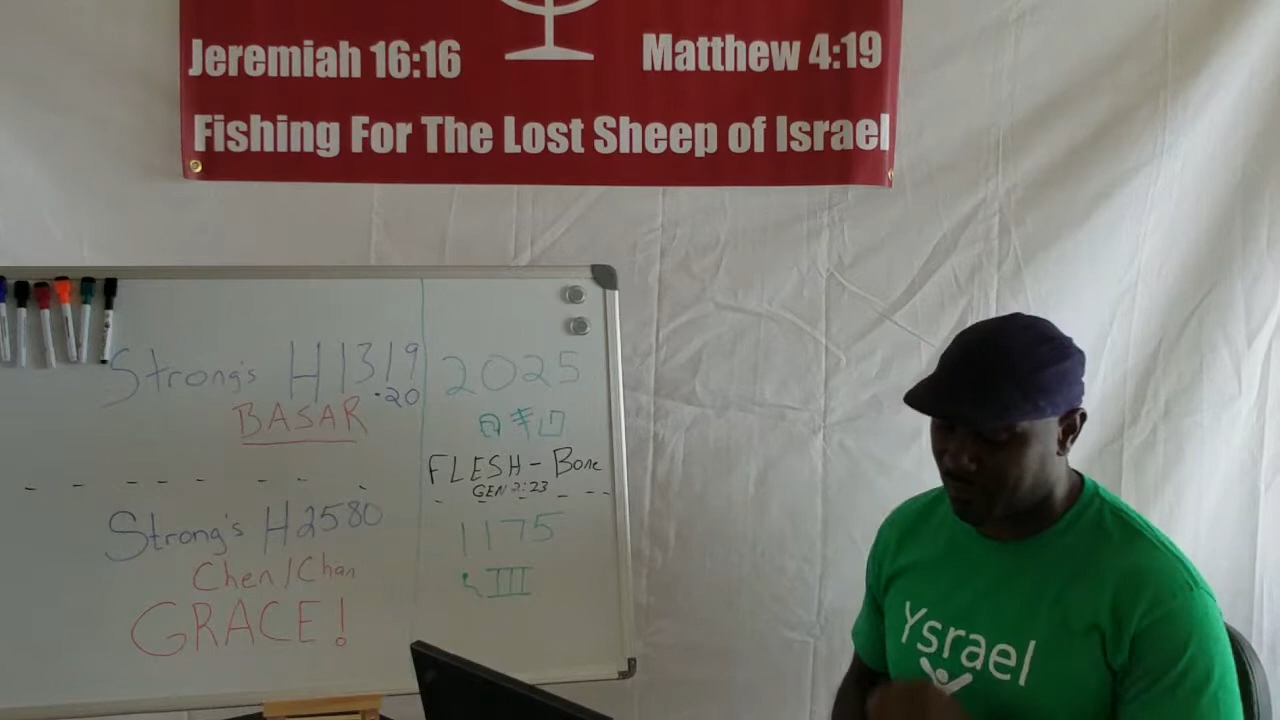 Jeremiah 16:16
Matthew 4:19
Fishing For The Lost Sheep of Israel
Strong's H1319
.20
BASAR
Strong's H2580
Chen/Chan
GRACE!
2025
FLESH - Bone
GEN 2:23
1175
Ysrael